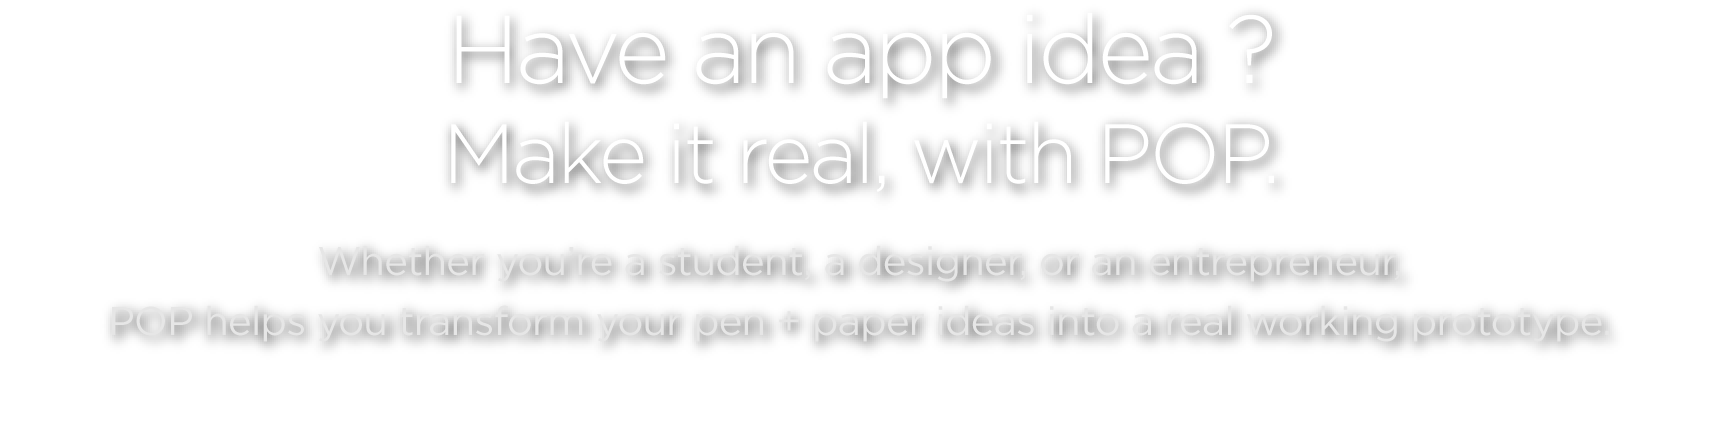 Have an app idea ?
Make it real, with POP.
Whether you're a student, a designer, or an entrepreneur,
POP helps you transform your pen + paper ideas into a real working prototype.